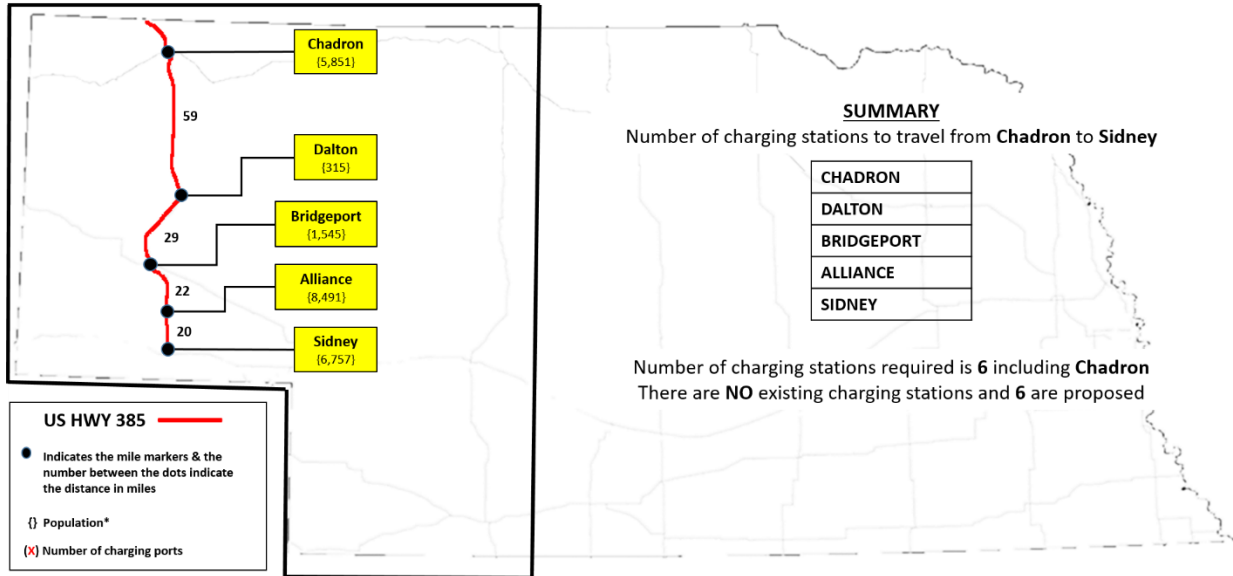 Chadron
{5,851}
59
Dalton
{315}
Bridgeport
{1,545}
29
Alliance
{8,491}
22
20
Sidney
{6,757}
US HWY 385
Indicates the mile markers & the
number between the dots indicate
the distance in miles
{} Population*
(X) Number of charging ports
SUMMARY
Number of charging stations to travel from Chadron to Sidney
CHADRON
DALTON
BRIDGEPORT
ALLIANCE
SIDNEY
Number of charging stations required is 6 including Chadron
There are NO existing charging stations and 6 are proposed